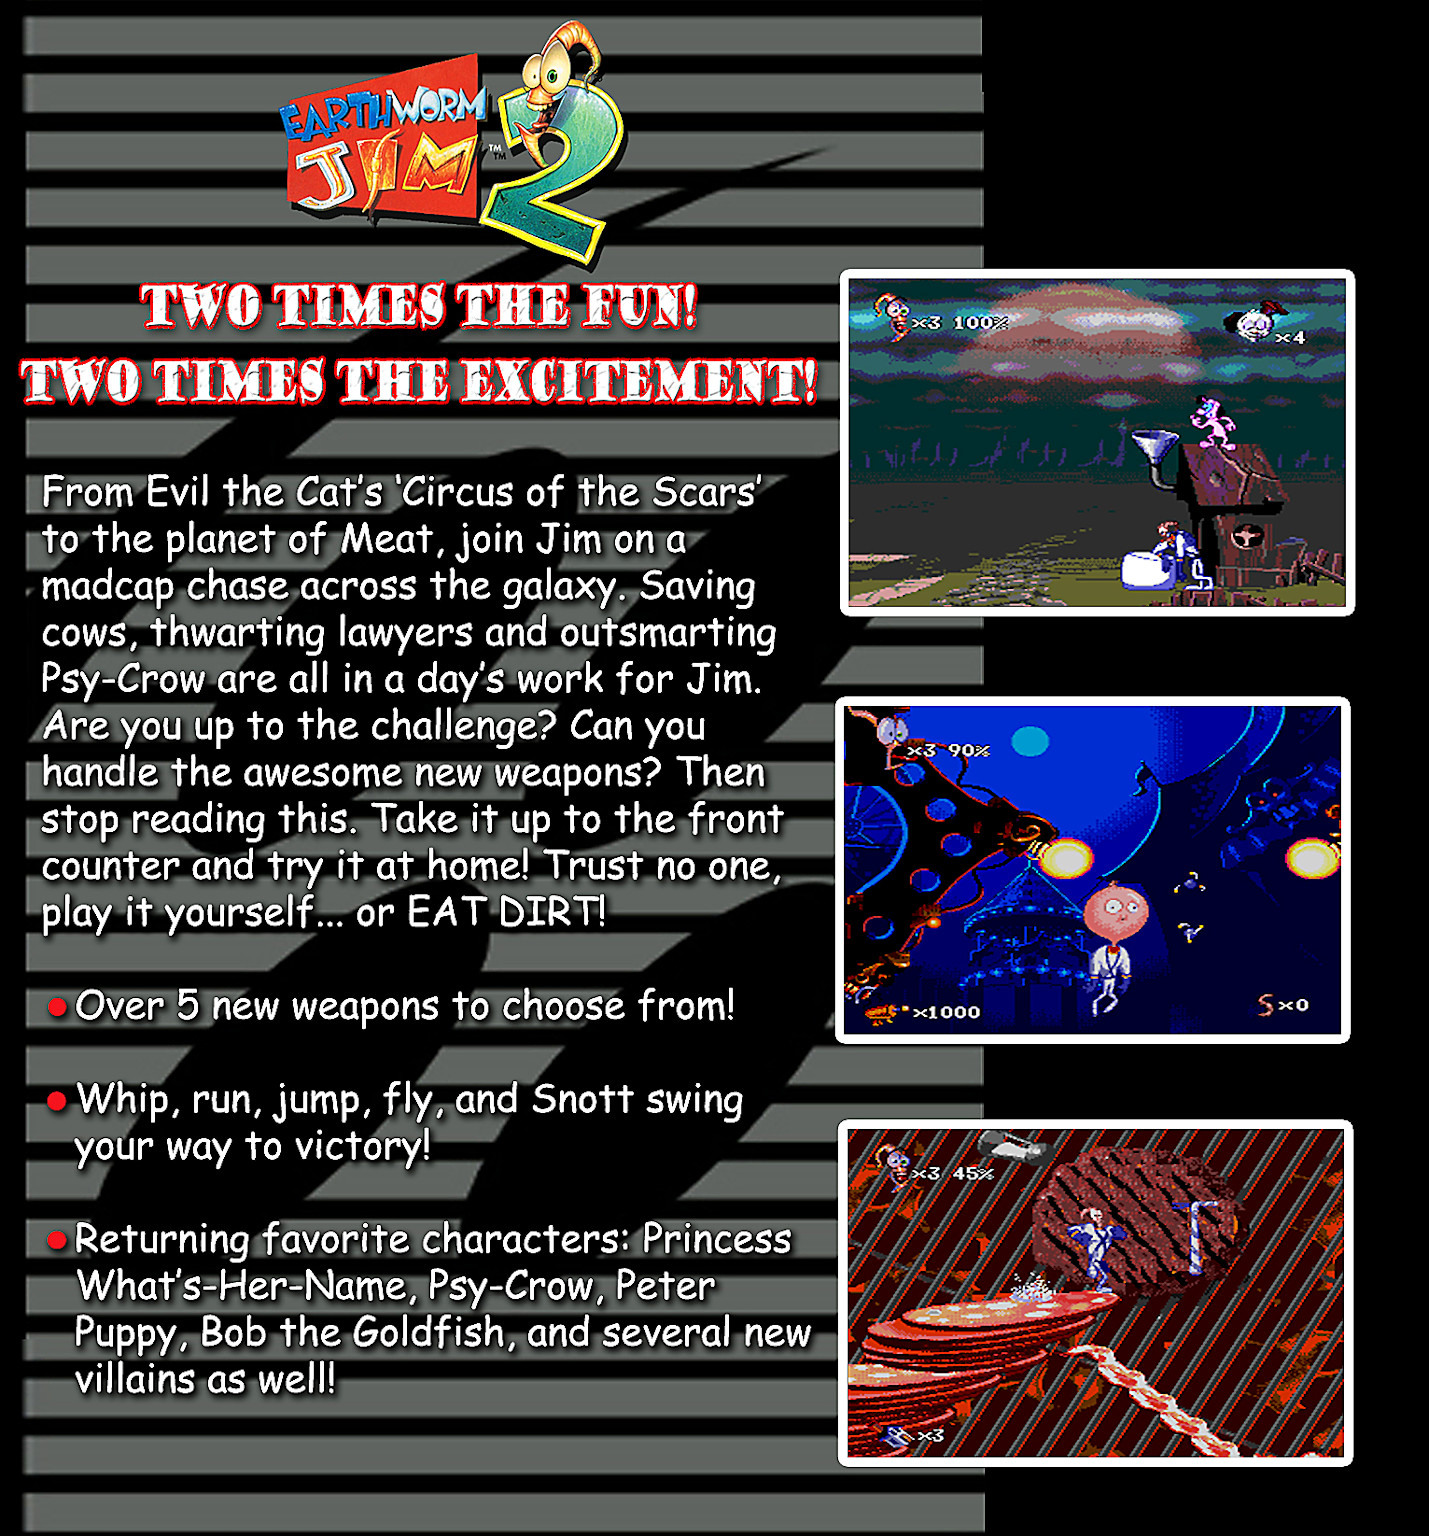 EARTHWORM
JIM 2
TM TM
TWO TIMES THE FUN!
TWO TIMES THE EXCITEMENT!
From Evil the Cat's ‘Circus of the Scars’
to the planet of Meat, join Jim on a
madcap chase across the galaxy. Saving
cows, thwarting lawyers and outsmarting
Psy-Crow are all in a day's work for Jim.
Are you up to the challenge? Can you
handle the awesome new weapons? Then
stop reading this. Take it up to the front
counter and try it at home! Trust no one,
play it yourself... or EAT DIRT!
• Over 5 new weapons to choose from!
• Whip, run, jump, fly, and Snott swing
your way to victory!
• Returning favorite characters: Princess
What's-Her-Name, Psy-Crow, Peter
Puppy, Bob the Goldfish, and several new
villains as well!
x3 100%
x4
x3 90%
x1000
x0
x3 45%
x3